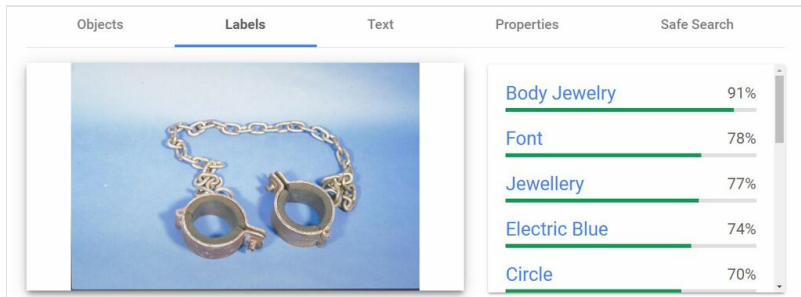 Objects Labels Text Properties Safe Search
Body Jewelry 91%
Font 78%
Jewellery 77%
Electric Blue 74%
Circle 70%